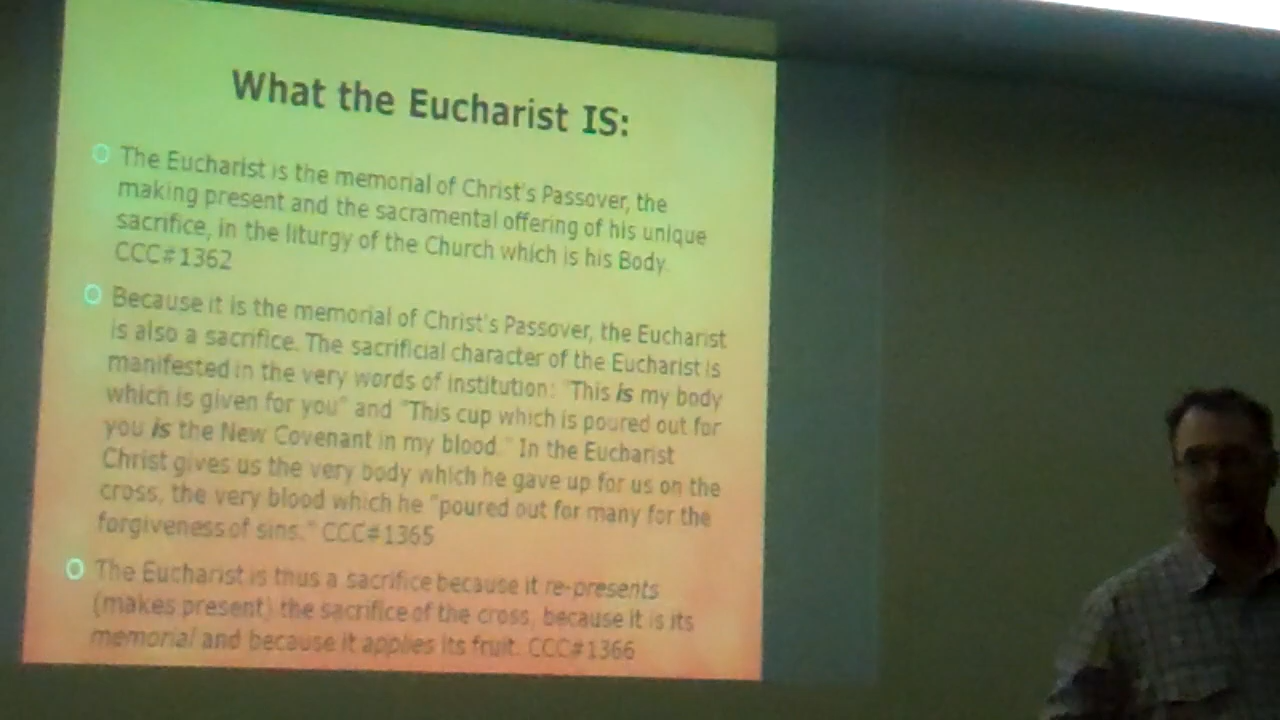 What the Eucharist IS:
The Eucharist is the memorial of Christ's Passover, the
making present and the sacramental offering of his unique
sacrifice, in the liturgy of the Church which is his Body.
CCC#1362
Because it is the memorial of Christ's Passover, the Eucharist
is also a sacrifice. The sacrificial character of the Eucharist is
manifested in the very words of institution: "This is my body
which is given for you" and "This cup which is poured out for
you is the New Covenant in my blood." In the Eucharist
Christ gives us the very body which he gave up for us on the
cross, the very blood which he "poured out for many for the
forgiveness of sins." CCC#1365
The Eucharist is thus a sacrifice because it re-presents
(makes present) the sacrifice of the cross, because it is its
memorial and because it applies its fruit. CCC#1366